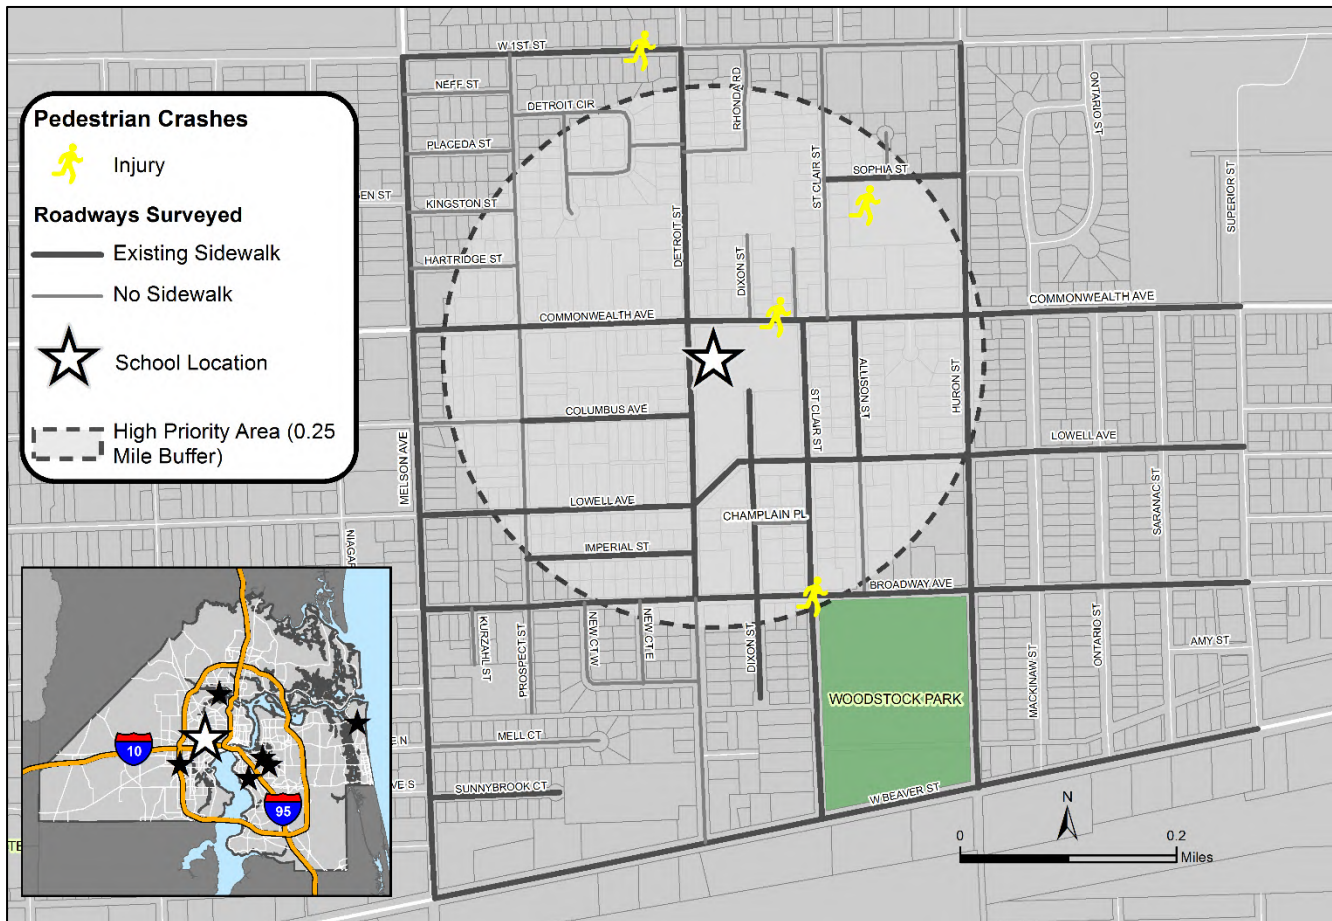 W 1ST ST
NEFF ST
DETROIT CIR
RHONDA RD
ONTARIO ST
Pedestrian Crashes
Injury
Roadways Surveyed
Existing Sidewalk
No Sidewalk
School Location
High Priority Area (0.25
Mile Buffer)
PLACEDA ST
ST CLAIR ST
SOPHIA ST
SUPERIOR ST
EN ST
KINGSTON ST
DETROIT ST
HARTRIDGE ST
DIXON ST
COMMONWEALTH AVE
COMMONWEALTH AVE
ALLISON ST
HURON ST
COLUMBUS AVE
ST CLAIR ST
LOWELL AVE
MELSON AVE
SARANAC ST
LOWELL AVE
CHAMPLAIN PL
NIAGAR
IMPERIAL ST
BROADWAY AVE
KURZAHL ST
PROSPECT ST
NEW CT W
NEW CT E
DIXON ST
MACKINAW ST
ONTARIO ST
AMY ST
WOODSTOCK PARK
E N
MELL CT
VE S
SUNNYBROOK CT
W BEAVER ST
N
0
0.2
Miles
10
95
TE